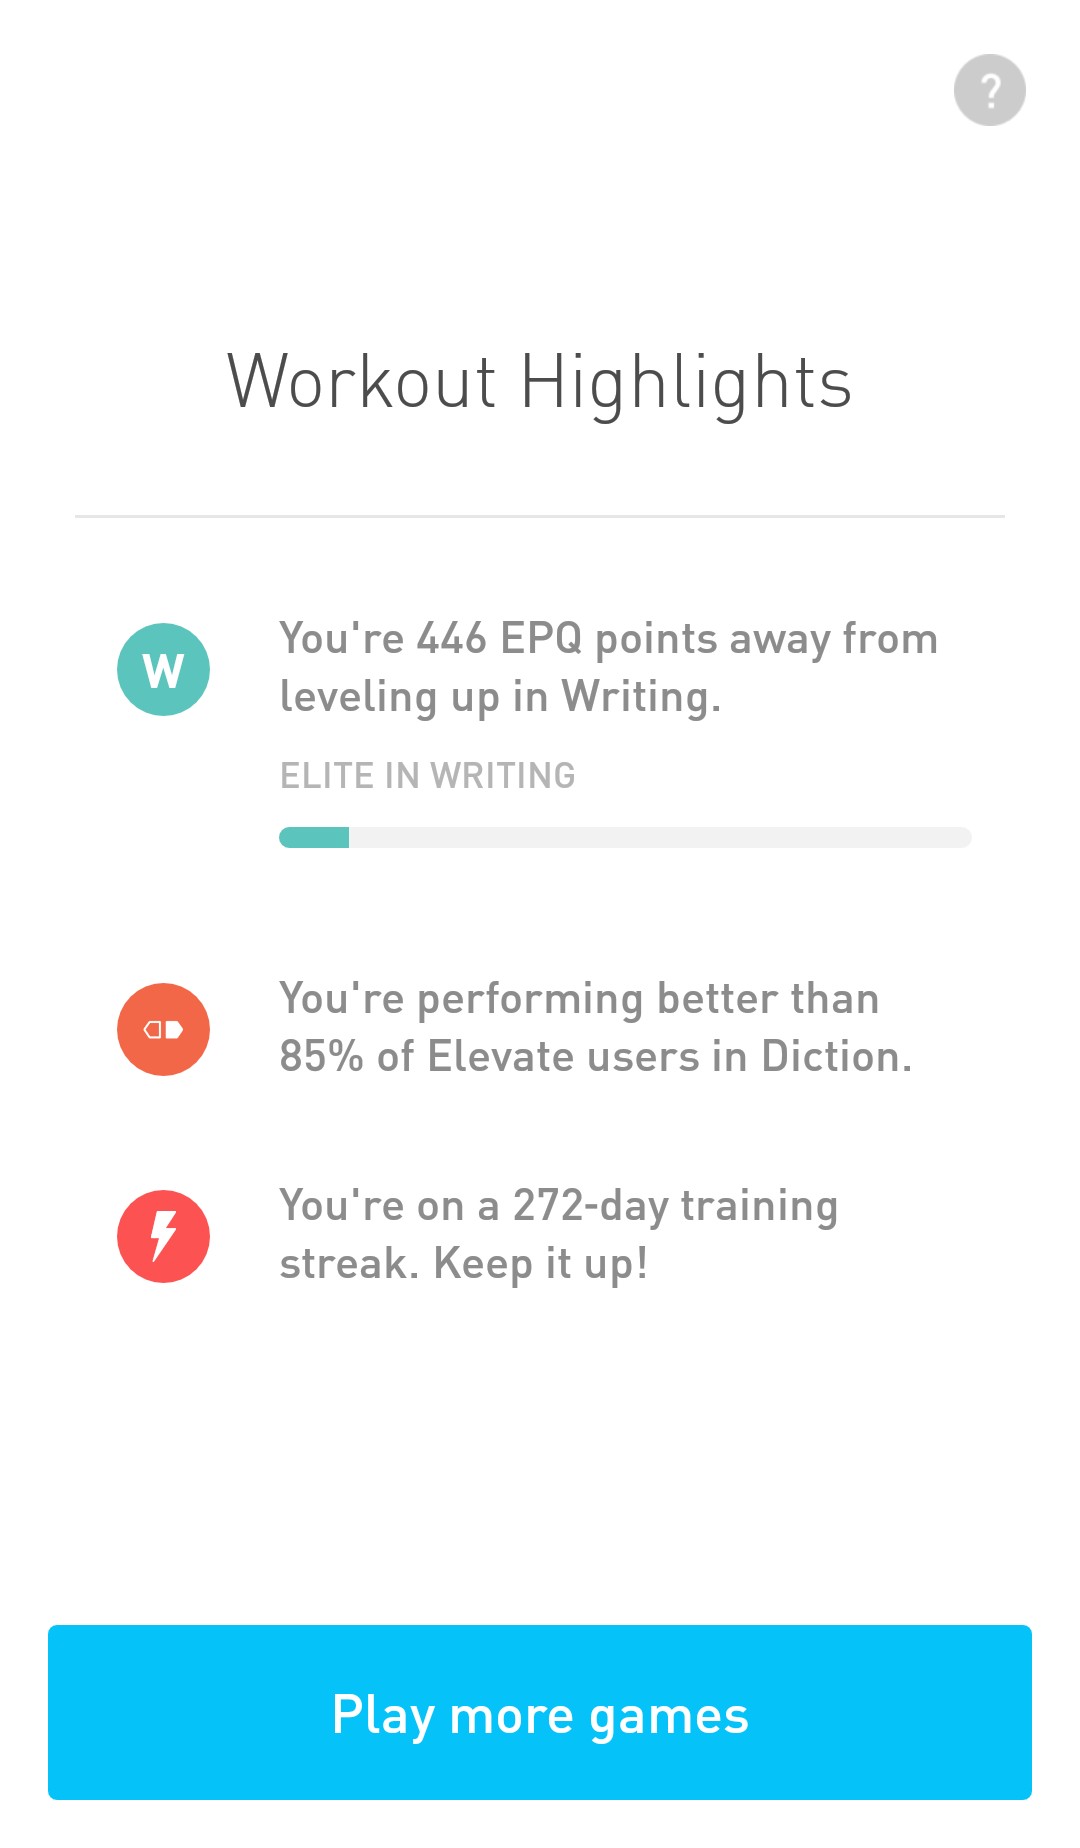 ?
Workout Highlights
W
You're 446 EPQ points away from
leveling up in Writing.
ELITE IN WRITING
You're performing better than
85% of Elevate users in Diction.
You're on a 272-day training
streak. Keep it up!
Play more games